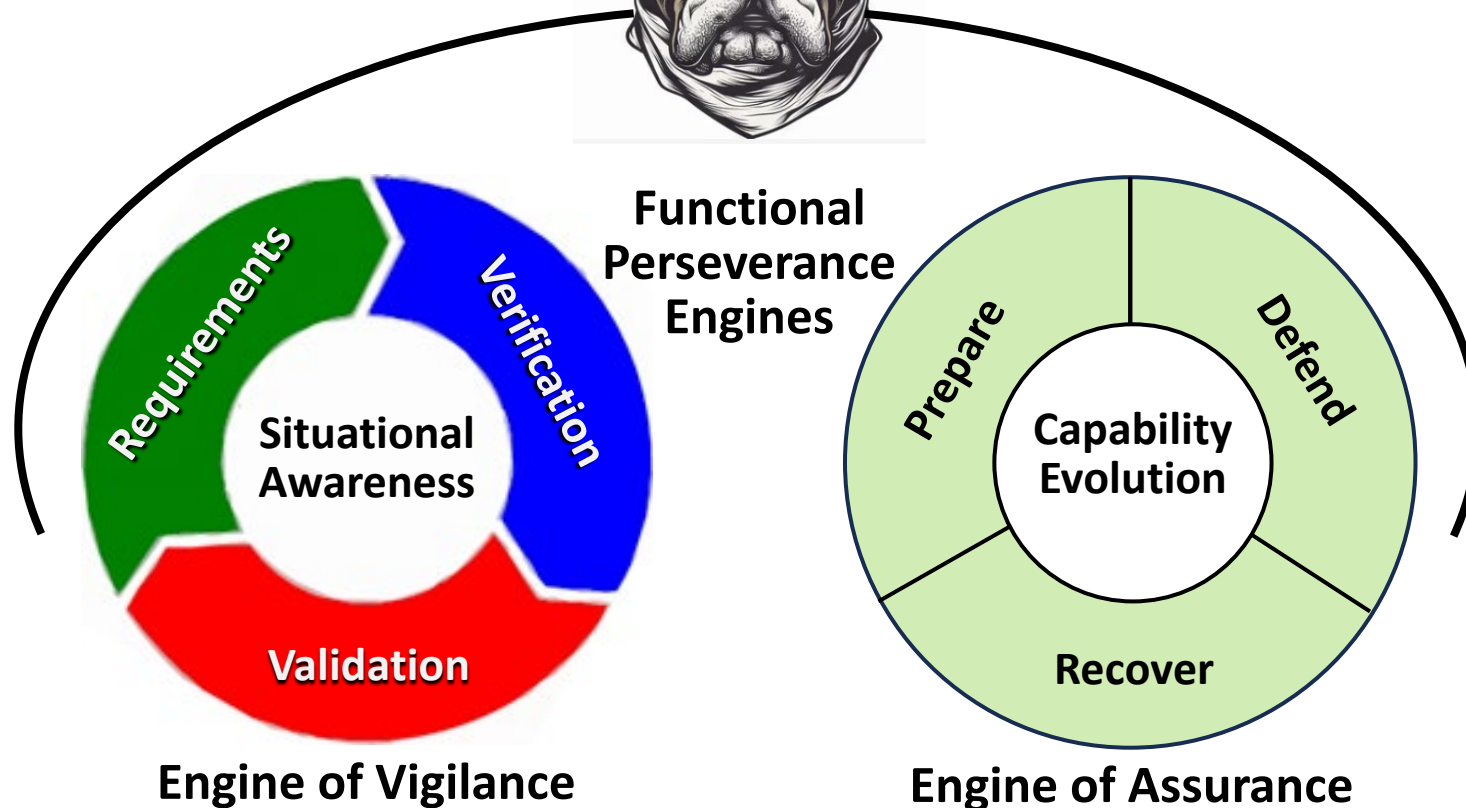 Functional
Perseverance
Engines
Requirements
Verification
Situational
Awareness
Validation
Engine of Vigilance
Prepare
Defend
Capability
Evolution
Recover
Engine of Assurance